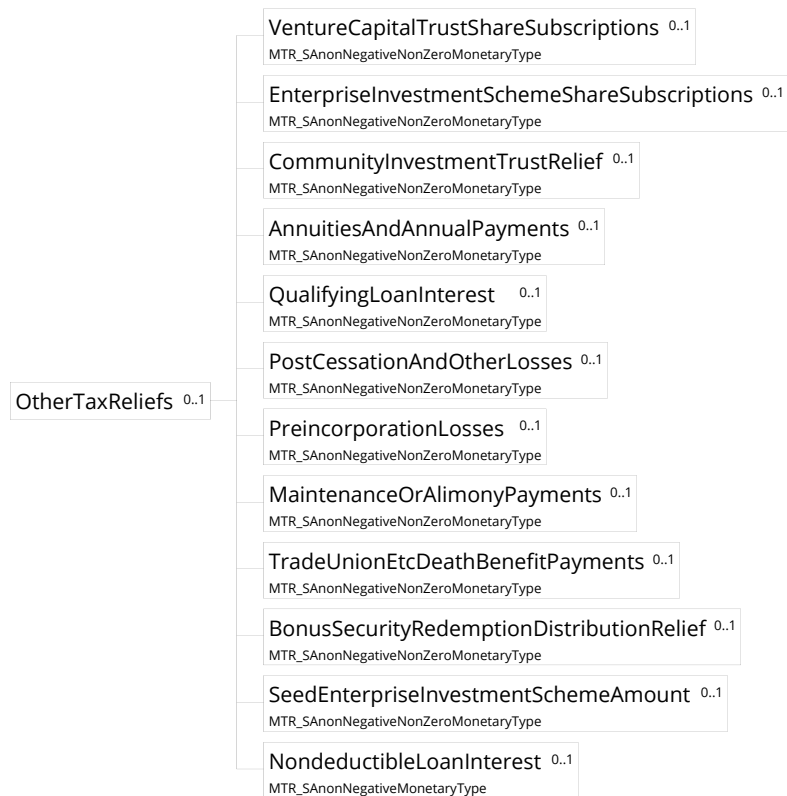 VentureCapitalTrustShareSubscriptions 0..1
MTR_SAnonNegativeNonZeroMonetaryType
EnterpriseInvestmentSchemeShareSubscriptions 0..1
MTR_SAnonNegativeNonZeroMonetaryType
CommunityInvestmentTrustRelief 0..1
MTR_SAnonNegativeNonZeroMonetaryType
AnnuitiesAndAnnualPayments 0..1
MTR_SAnonNegativeNonZeroMonetaryType
QualifyingLoanInterest 0..1
MTR_SAnonNegativeNonZeroMonetaryType
PostCessationAndOtherLosses 0..1
MTR_SAnonNegativeNonZeroMonetaryType
OtherTaxReliefs 0..1
PreincorporationLosses 0..1
MTR_SAnonNegativeNonZeroMonetaryType
MaintenanceOrAlimonyPayments 0..1
MTR_SAnonNegativeNonZeroMonetaryType
TradeUnionEtcDeathBenefitPayments 0..1
MTR_SAnonNegativeNonZeroMonetaryType
BonusSecurityRedemptionDistributionRelief 0..1
MTR_SAnonNegativeNonZeroMonetaryType
SeedEnterpriseInvestmentSchemeAmount 0..1
MTR_SAnonNegativeNonZeroMonetaryType
NondeductibleLoanInterest 0..1
MTR_SAnonNegativeMonetaryType